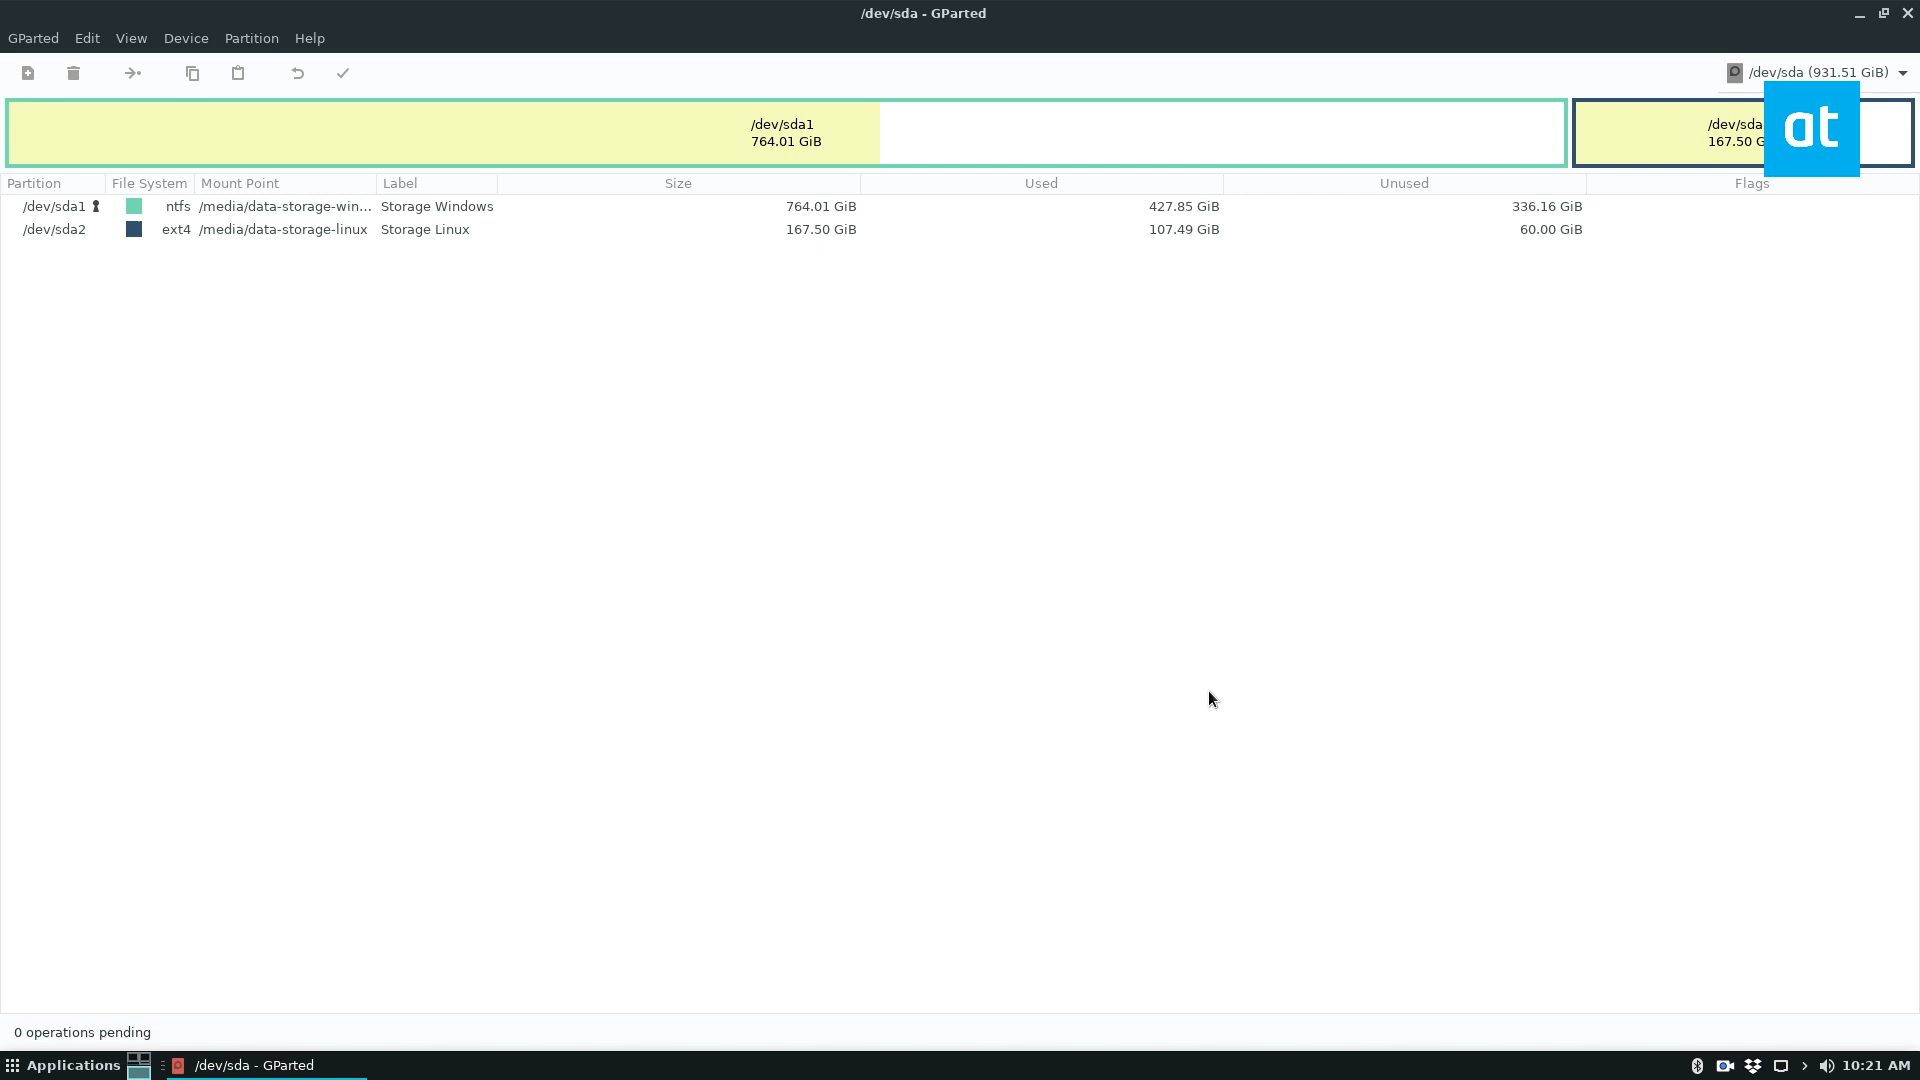 /dev/sda - GParted
GParted Edit View Device Partition Help
/dev/sda (931.51 GiB)
/dev/sda1
764.01 GiB
/dev/sda
167.50 G
at
Partition File System Mount Point Label Size Used Unused Flags
/dev/sda1 ntfs /media/data-storage-win... Storage Windows 764.01 GiB 427.85 GiB 336.16 GiB
/dev/sda2 ext4 /media/data-storage-linux Storage Linux 167.50 GiB 107.49 GiB 60.00 GiB
0 operations pending
Applications /dev/sda - GParted 10:21 AM